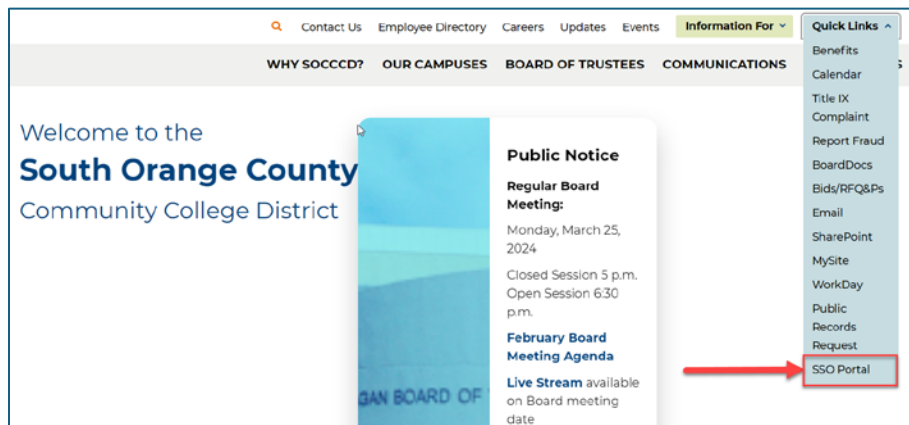 Contact Us Employee Directory Careers Updates Events Information For Quick Links
WHY SOCCCD? OUR CAMPUSES BOARD OF TRUSTEES COMMUNICATIONS S
Welcome to the
South Orange County
Community College District
Public Notice
Regular Board
Meeting:
Monday, March 25,
2024
Closed Session 5 p.m.
Open Session 6:30
p.m.
February Board
Meeting Agenda
Live Stream available
on Board meeting
date
GAN BOARD OF
Benefits
Calendar
Title IX
Complaint
Report Fraud
BoardDocs
Bids/RFQ&Ps
Email
SharePoint
MySite
WorkDay
Public
Records
Request
SSO Portal